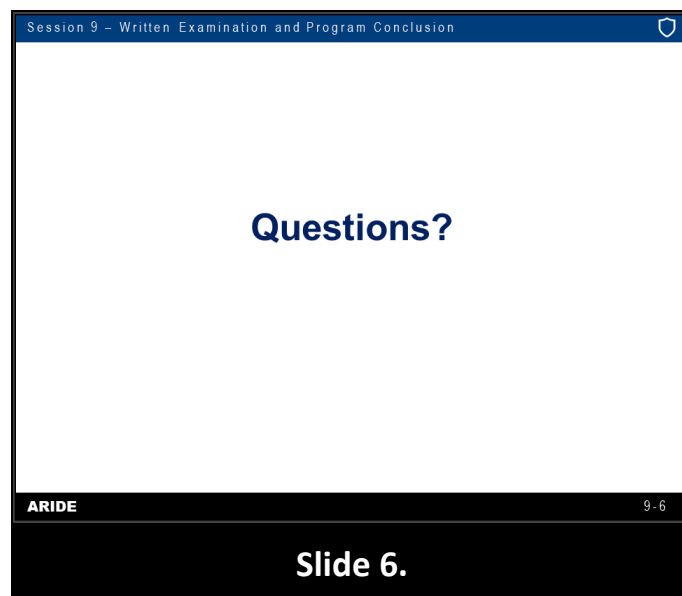 Session 9 – Written Examination and Program Conclusion
Questions?
ARIDE 9-6
Slide 6.